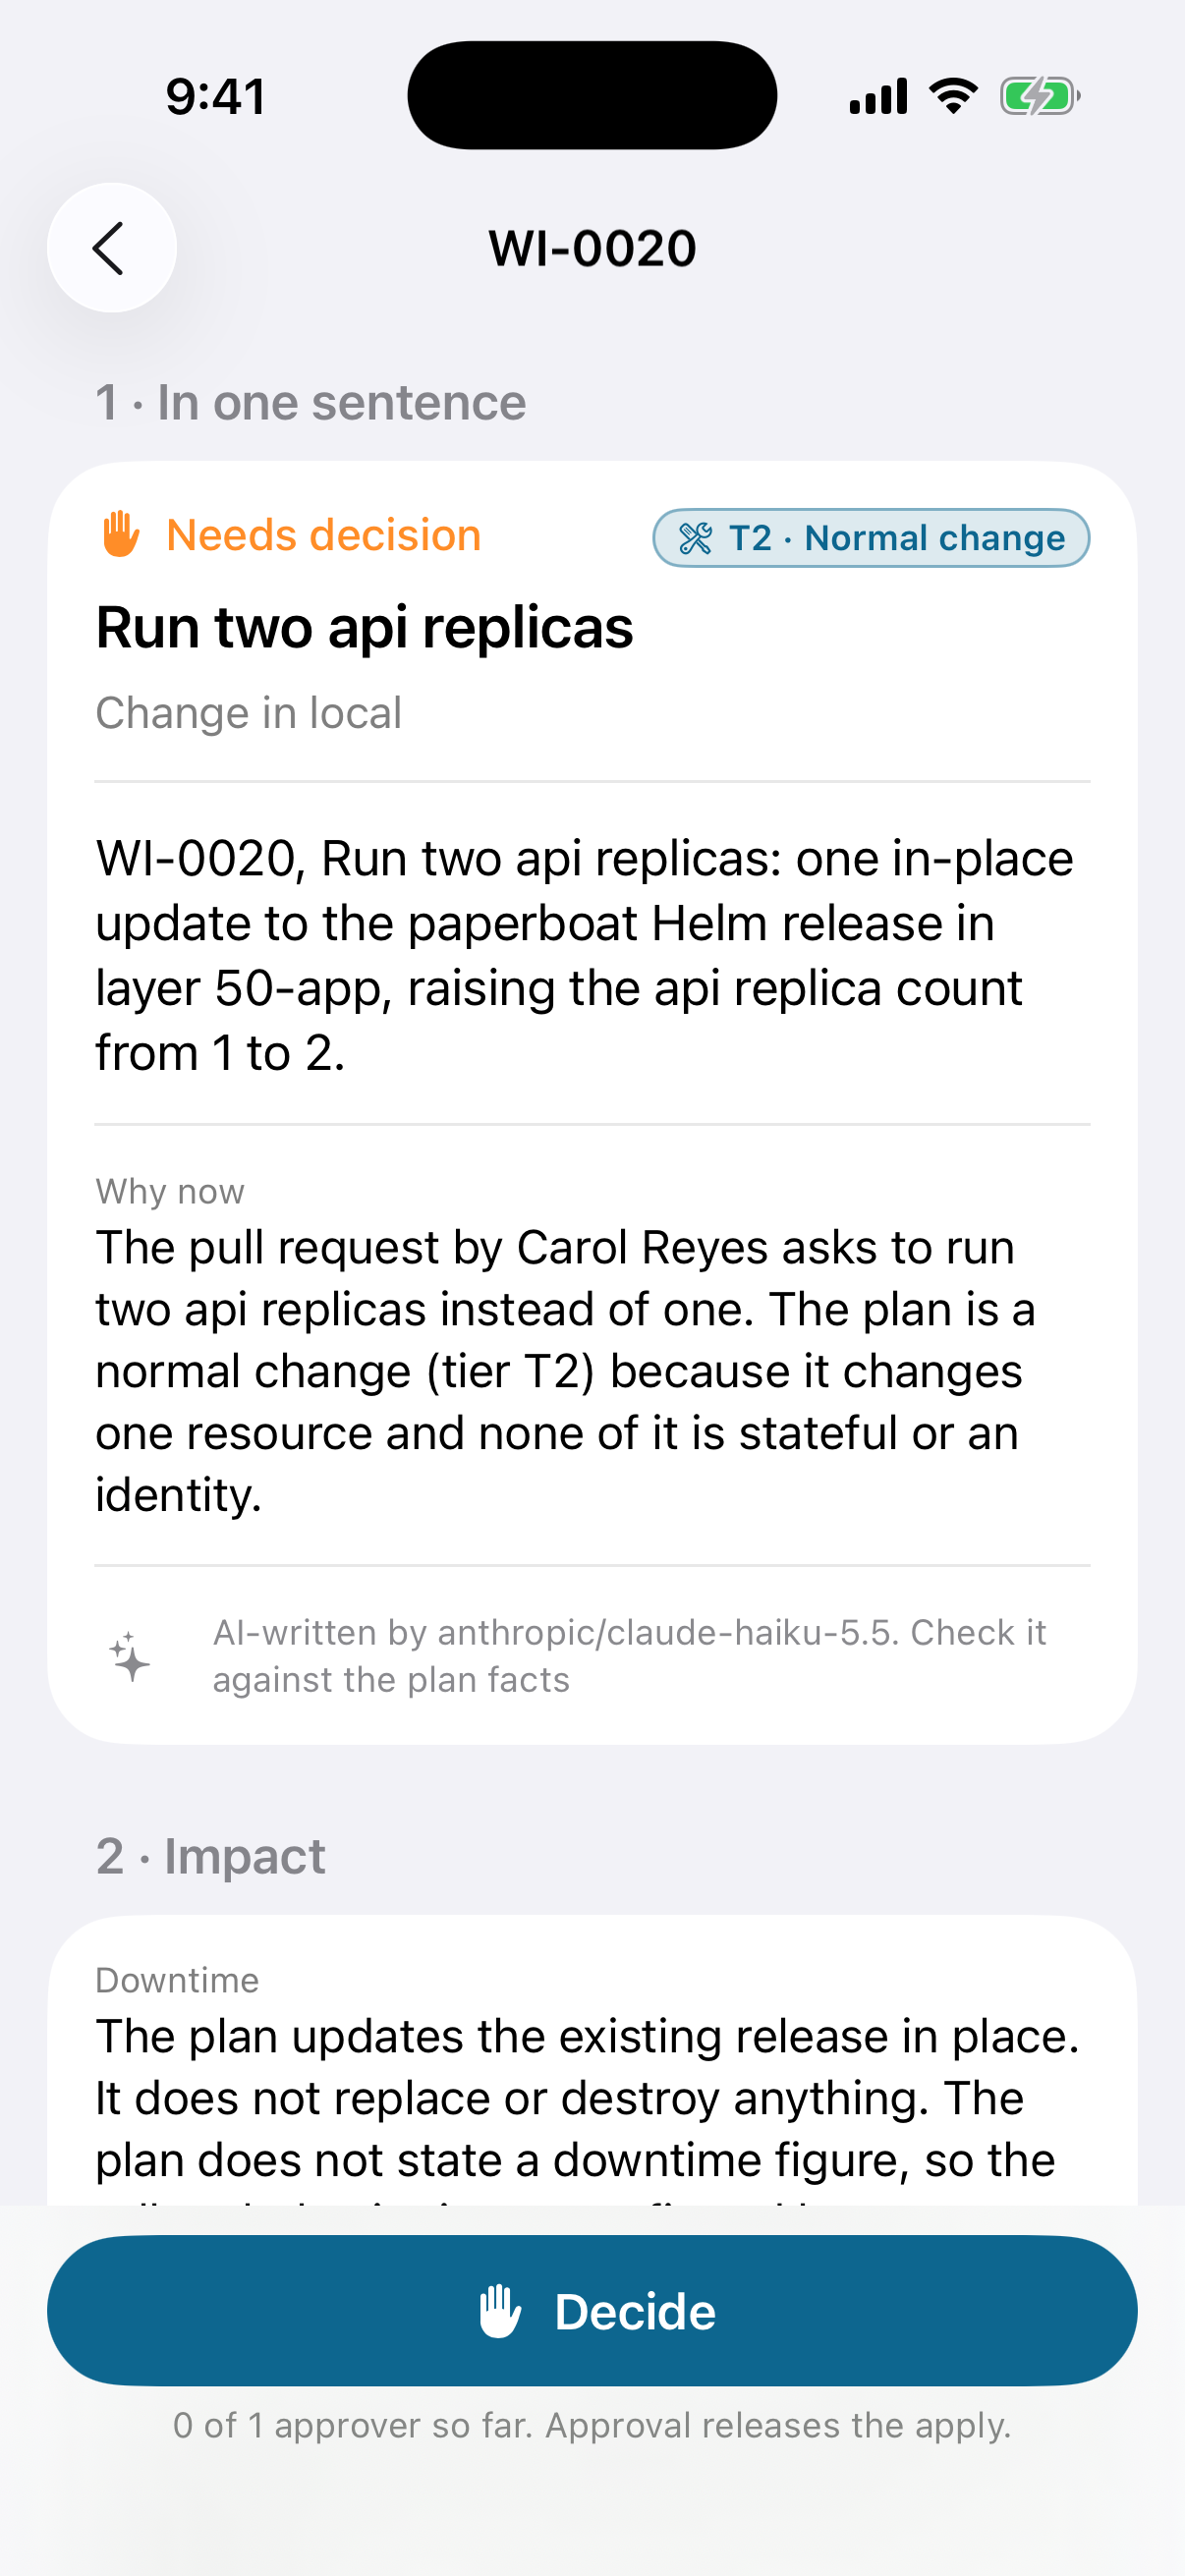 9:41
WI-0020
1 · In one sentence
Needs decision
T2 · Normal change
Run two api replicas
Change in local
WI-0020, Run two api replicas: one in-place
update to the paperboat Helm release in
layer 50-app, raising the api replica count
from 1 to 2.
Why now
The pull request by Carol Reyes asks to run
two api replicas instead of one. The plan is a
normal change (tier T2) because it changes
one resource and none of it is stateful or an
identity.
AI-written by anthropic/claude-haiku-5.5. Check it
against the plan facts
2 · Impact
Downtime
The plan updates the existing release in place.
It does not replace or destroy anything. The
plan does not state a downtime figure, so the
Decide
0 of 1 approver so far. Approval releases the apply.